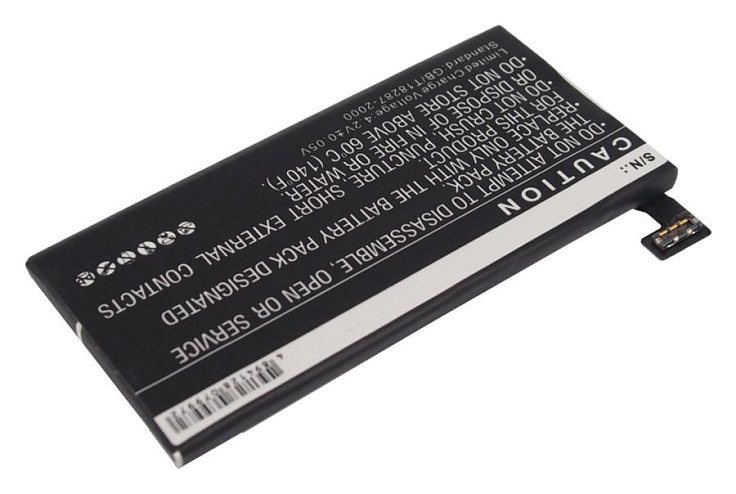 S/N.:
CAUTION
•DO NOT ATTEMPT TO DISASSEMBLE, OPEN OR SERVICE
THE BATTERY PACK.
•REPLACE ONLY WITH THE BATTERY PACK DESIGNATED
FOR THIS PRODUCT.
•DO NOT CRUSH, PUNCTURE, SHORT EXTERNAL CONTACTS
OR DISPOSE OF IN FIRE OR WATER.
•DO NOT STORE ABOVE 60°C (140°F).
Limited Charge Voltage:4.2V±0.05V
Standard:GB/T18287-2000